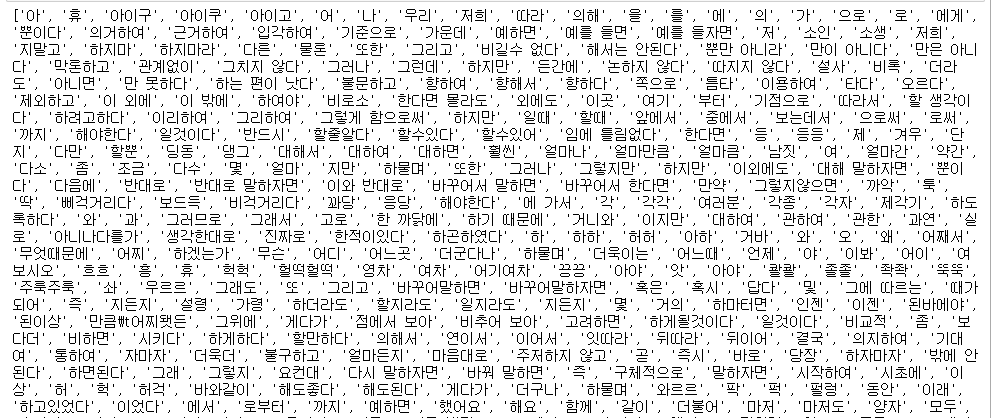 ['아', '휴', '아이구', '아이쿠', '아이고', '어', '나', '우리', '저희', '따라', '의해', '을', '를', '에', '의', '가', '으로', '로', '에게',
'뿐이다', '의거하여', '근거하여', '입각하여', '기준으로', '가운데', '예하면', '예를 들면', '예를 들자면', '저', '소인', '소생', '저희',
'지말고', '하지마', '하지마라', '다른', '물론', '또한', '그리고', '비길수 없다', '해서는 안된다', '뿐만 아니라', '만이 아니다', '만은 아니
다', '막론하고', '관계없이', '그치지 않다', '그러나', '그런데', '하지만', '든간에', '논하지 않다', '따지지 않다', '설사', '비록', '더라
도', '아니면', '만 못하다', '하는 편이 낫다', '불문하고', '향하여', '향해서', '향하다', '쪽으로', '틈타', '이용하여', '타다', '오르다',
'제외하고', '이 외에', '이 밖에', '하여야', '비로소', '한다면 몰라도', '외에도', '이곳', '여기', '부터', '기점으로', '따라서', '할 생각이
다', '하려고하다', '이리하여', '그리하여', '그렇게 함으로써', '하지만', '일때', '할때', '앞에서', '중에서', '보는데서', '으로써', '로써',
'까지', '해야한다', '일것이다', '반드시', '할줄알다', '할수있다', '할수있어', '임에 틀림없다', '한다면', '등', '등등', '제', '겨우', '단
지', '다만', '할뿐', '딩동', '댕그', '대해서', '대하여', '대하면', '훨씬', '얼마나', '얼마만큼', '얼마큼', '남짓', '여', '얼마간', '약간',
'다소', '좀', '조금', '다수', '몇', '얼마', '지만', '하물며', '또한', '그러나', '그렇지만', '하지만', '이외에도', '대해 말하자면', '뿐이
다', '다음에', '반대로', '반대로 말하자면', '이와 반대로', '바꾸어서 말하면', '바꾸어서 한다면', '만약', '그렇지않으면', '까악', '툭',
'딱', '삐걱거리다', '보드득', '비걱거리다', '꽈당', '응당', '해야한다', '에 가서', '각', '각각', '여러분', '각종', '각자', '제각기', '하도
록하다', '와', '과', '그러므로', '그래서', '고로', '한 까닭에', '하기 때문에', '거니와', '이지만', '대하여', '관하여', '관한', '과연', '실
로', '아니나다를가', '생각한대로', '진짜로', '한적이있다', '하곤하였다', '하', '하하', '허허', '아하', '거바', '와', '오', '왜', '어째서',
'무엇때문에', '어찌', '하겠는가', '무슨', '어디', '어느곳', '더군다나', '하물며', '더욱이는', '어느때', '언제', '야', '이봐', '어이', '여
보시오', '흐흐', '흥', '휴', '헉헉', '헐떡헐떡', '영차', '여차', '어기여차', '끙끙', '아야', '앗', '아야', '콸콸', '졸졸', '좍좍', '뚝뚝',
'주룩주룩', '솨', '우르르', '그래도', '또', '그리고', '바꾸어말하면', '바꾸어말하자면', '혹은', '혹시', '답다', '및', '그에 따르는', '때가
되어', '즉', '지든지', '설령', '가령', '하더라도', '할지라도', '일지라도', '지든지', '몇', '거의', '하마터면', '인젠', '이젠', '된바에야',
'된이상', '만큼	어찌됏든', '그위에', '게다가', '점에서 보아', '비추어 보아', '고려하면', '하게될것이다', '일것이다', '비교적', '좀', '보
다더', '비하면', '시키다', '하게하다', '할만하다', '의해서', '연이서', '이어서', '잇따라', '뒤따라', '뒤이어', '결국', '의지하여', '기대
여', '통하여', '자마자', '더욱더', '불구하고', '얼마든지', '마음대로', '주저하지 않고', '곧', '즉시', '바로', '당장', '하자마자', '밖에 안
된다', '하면된다', '그래', '그렇지', '요컨대', '다시 말하자면', '바꿔 말하면', '즉', '구체적으로', '말하자면', '시작하여', '시초에', '이
상', '허', '헉', '허걱', '바와같이', '해도좋다', '해도된다', '게다가', '더구나', '하물며', '와르르', '팍', '퍽', '펄렁', '동안', '이래',
'하고있었다', '이었다', '에서', '로부터', '까지', '예하면', '했어요', '해요', '함께', '같이', '더불어', '마저', '마저도', '양자', '모두',